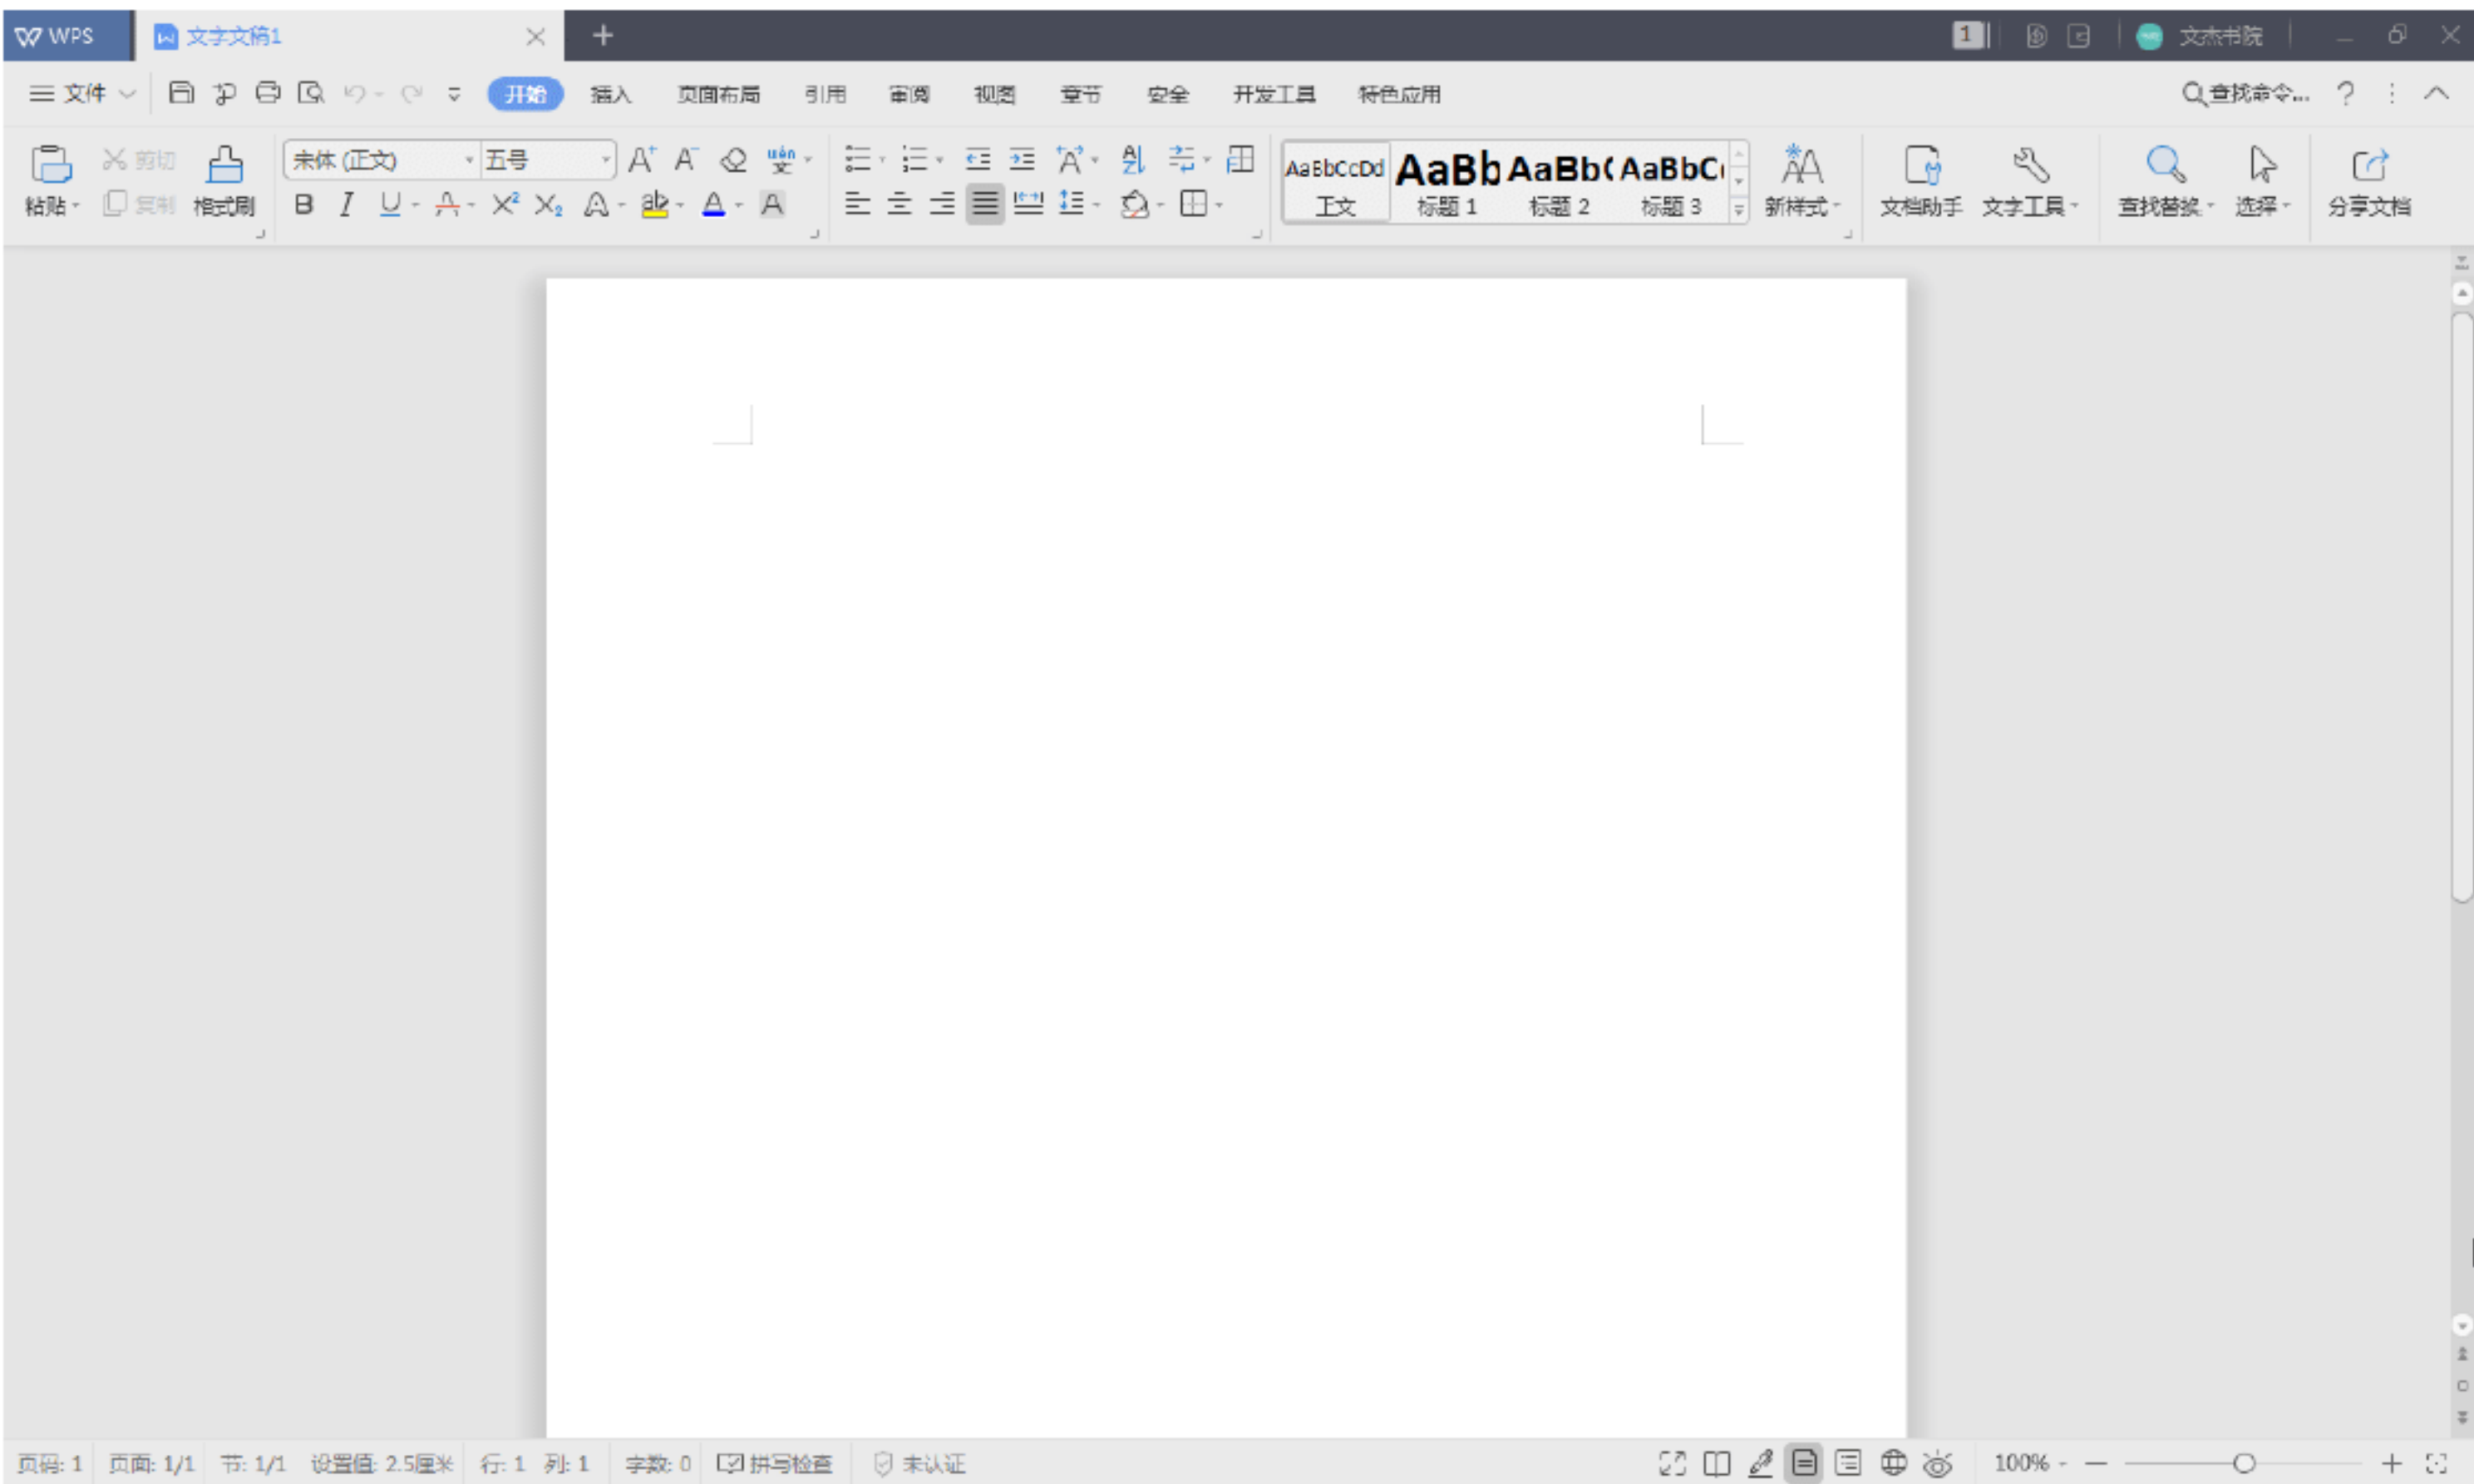 WPS 文字文稿1 1 文杰书院
文件 开始 插入 页面布局 引用 审阅 视图 章节 安全 开发工具 特色应用 查找命令... ?
粘贴 剪切 复制 格式刷 宋体 (正文) 五号 A+ A- wén 文
B I U A X² X₂ A ab A A
AaBbCcDd AaBb AaBb( AaBbC(
正文 标题 1 标题 2 标题 3 新样式 文档助手 文字工具 查找替换 选择 分享文档
页码: 1 页面: 1/1 节: 1/1 设置值: 2.5厘米 行: 1 列: 1 字数: 0 拼写检查 未认证 100%